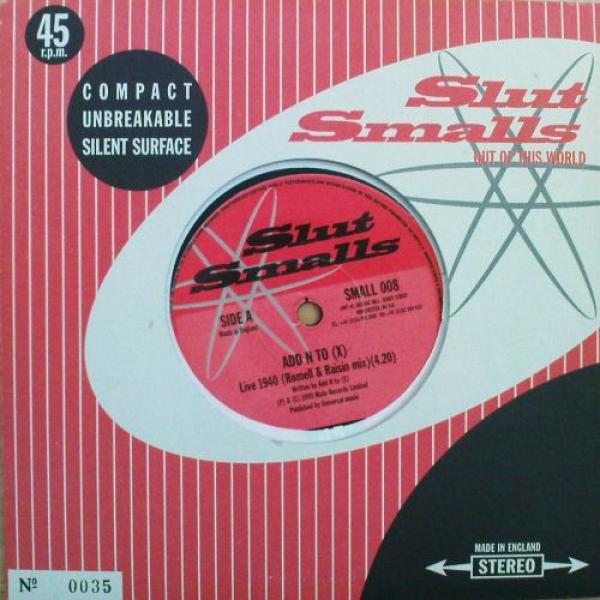 45
r.p.m.
COMPACT
UNBREAKABLE
SILENT SURFACE
Slut
Smalls
OUT OF THIS WORLD
Slut
Smalls
SIDE A
Made in England
SMALL 008
ADD N TO (X)
Live 1940 (Romell & Raisin mix)(4.20)
Written by Add N to (X)
(P) & (C) 1999 Mute Records Limited
Published by Universal music
MADE IN ENGLAND
STEREO
Nº 0035